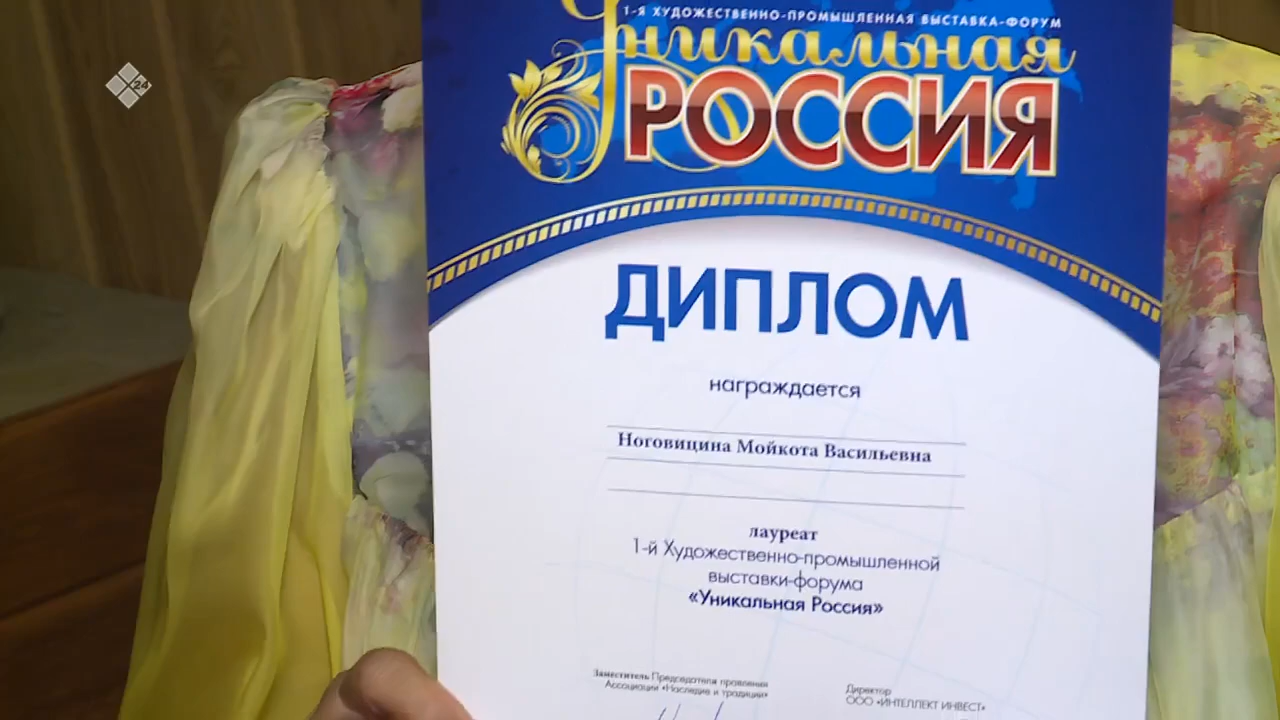 Х24
1-Я ХУДОЖЕСТВЕННО-ПРОМЫШЛЕННАЯ ВЫСТАВКА-ФОРУМ
Уникальная
РОССИЯ
ДИПЛОМ
награждается
Ноговицина Мойкота Васильевна
лауреат
1-й Художественно-промышленной
выставки-форума
«Уникальная Россия»
Заместитель Председателя правления
Ассоциации «Наследие и традиции»
Директор
ООО «ИНТЕЛЛЕКТ ИНВЕСТ»